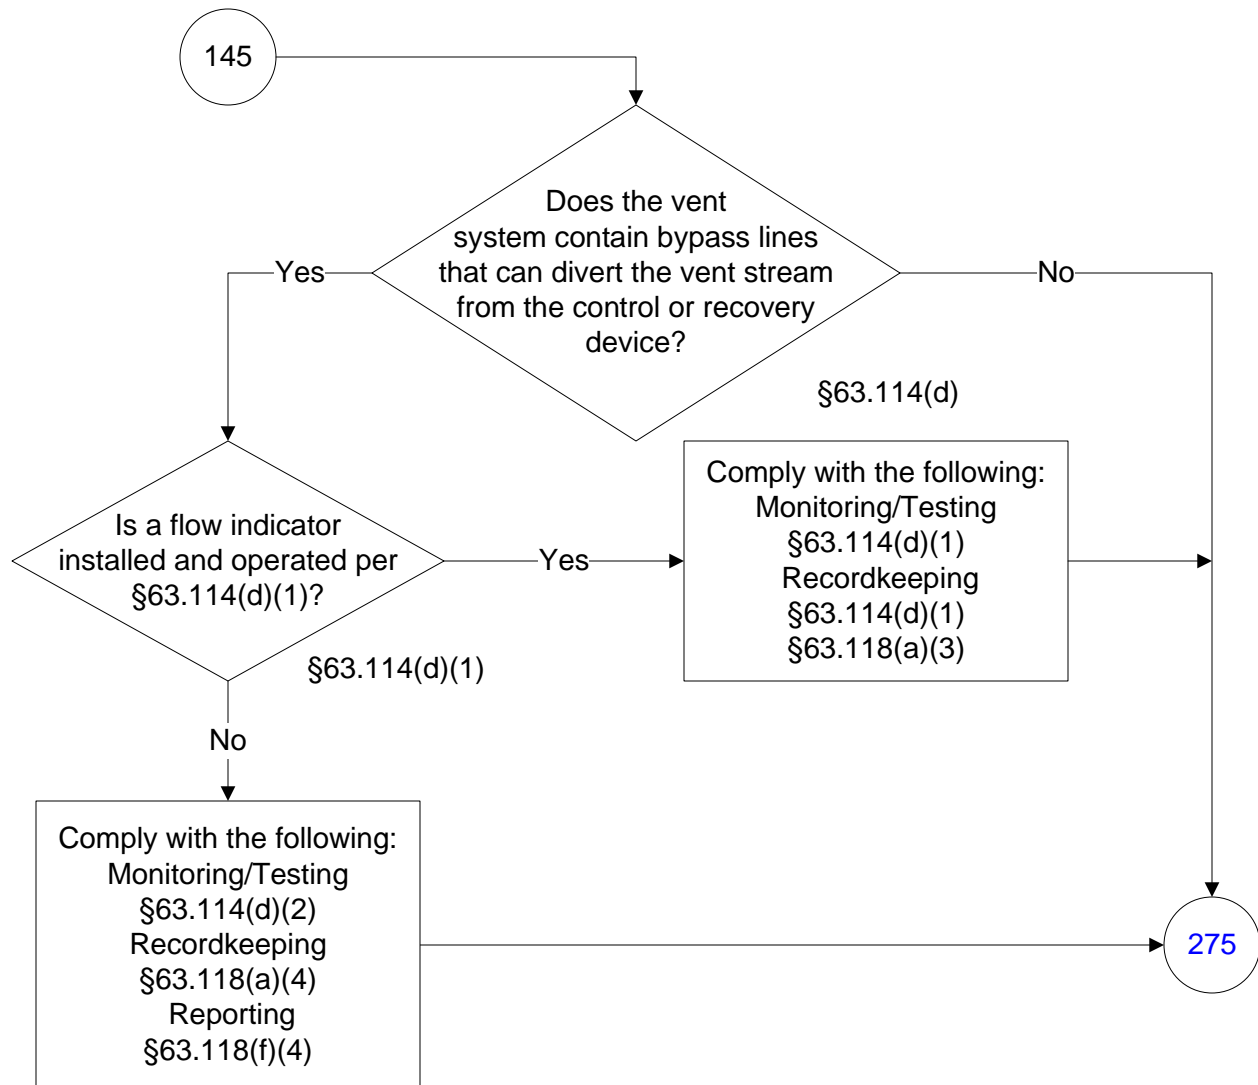 145
Does the vent
system contain bypass lines
that can divert the vent stream
from the control or recovery
device?
Yes
No
§63.114(d)
Is a flow indicator
installed and operated per
§63.114(d)(1)?
§63.114(d)(1)
Yes
Comply with the following:
Monitoring/Testing
§63.114(d)(1)
Recordkeeping
§63.114(d)(1)
§63.118(a)(3)
No
Comply with the following:
Monitoring/Testing
§63.114(d)(2)
Recordkeeping
§63.118(a)(4)
Reporting
§63.118(f)(4)
275